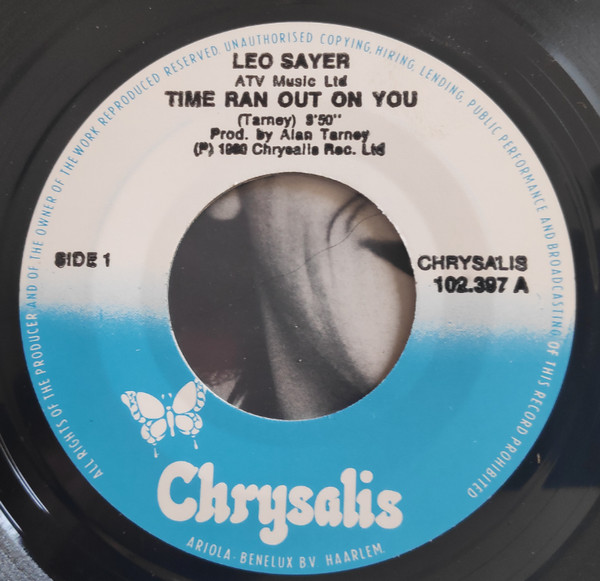 ALL RIGHTS OF THE PRODUCER AND OF THE OWNER OF THE WORK REPRODUCED RESERVED. UNAUTHORISED COPYING, HIRING, LENDING, PUBLIC PERFORMANCE AND BROADCASTING OF THIS RECORD PROHIBITED
LEO SAYER
ATV Music Ltd
TIME RAN OUT ON YOU
(Tarney) 3'50"
Prod. by Alan Tarney
(P) 1980 Chrysalis Rec. Ltd
SIDE 1
CHRYSALIS
102.397 A
Chrysalis
ARIOLA · BENELUX BV HAARLEM.